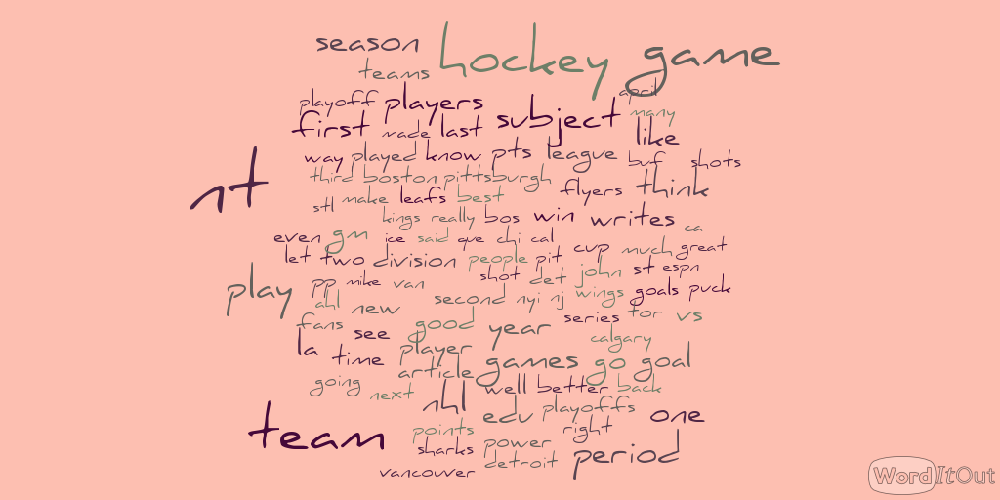 season hockey game
teams
playoff players april
first made last subject many like
way played know pts league buf shots
nt third boston pittsburgh flyers think
stl make leafs best
kings really bos win writes ca
even gm ice said que chi cal cup much great
let two division people pit st espn
play pp mike van shot det john goals puck
ahl new second nyi nj wings
fans see good year series tor vs
la time player calgary
article games go goal
going next nhl well better back
team edu playoffs one
points power right
sharks detroit period
vancouver
WordItOut